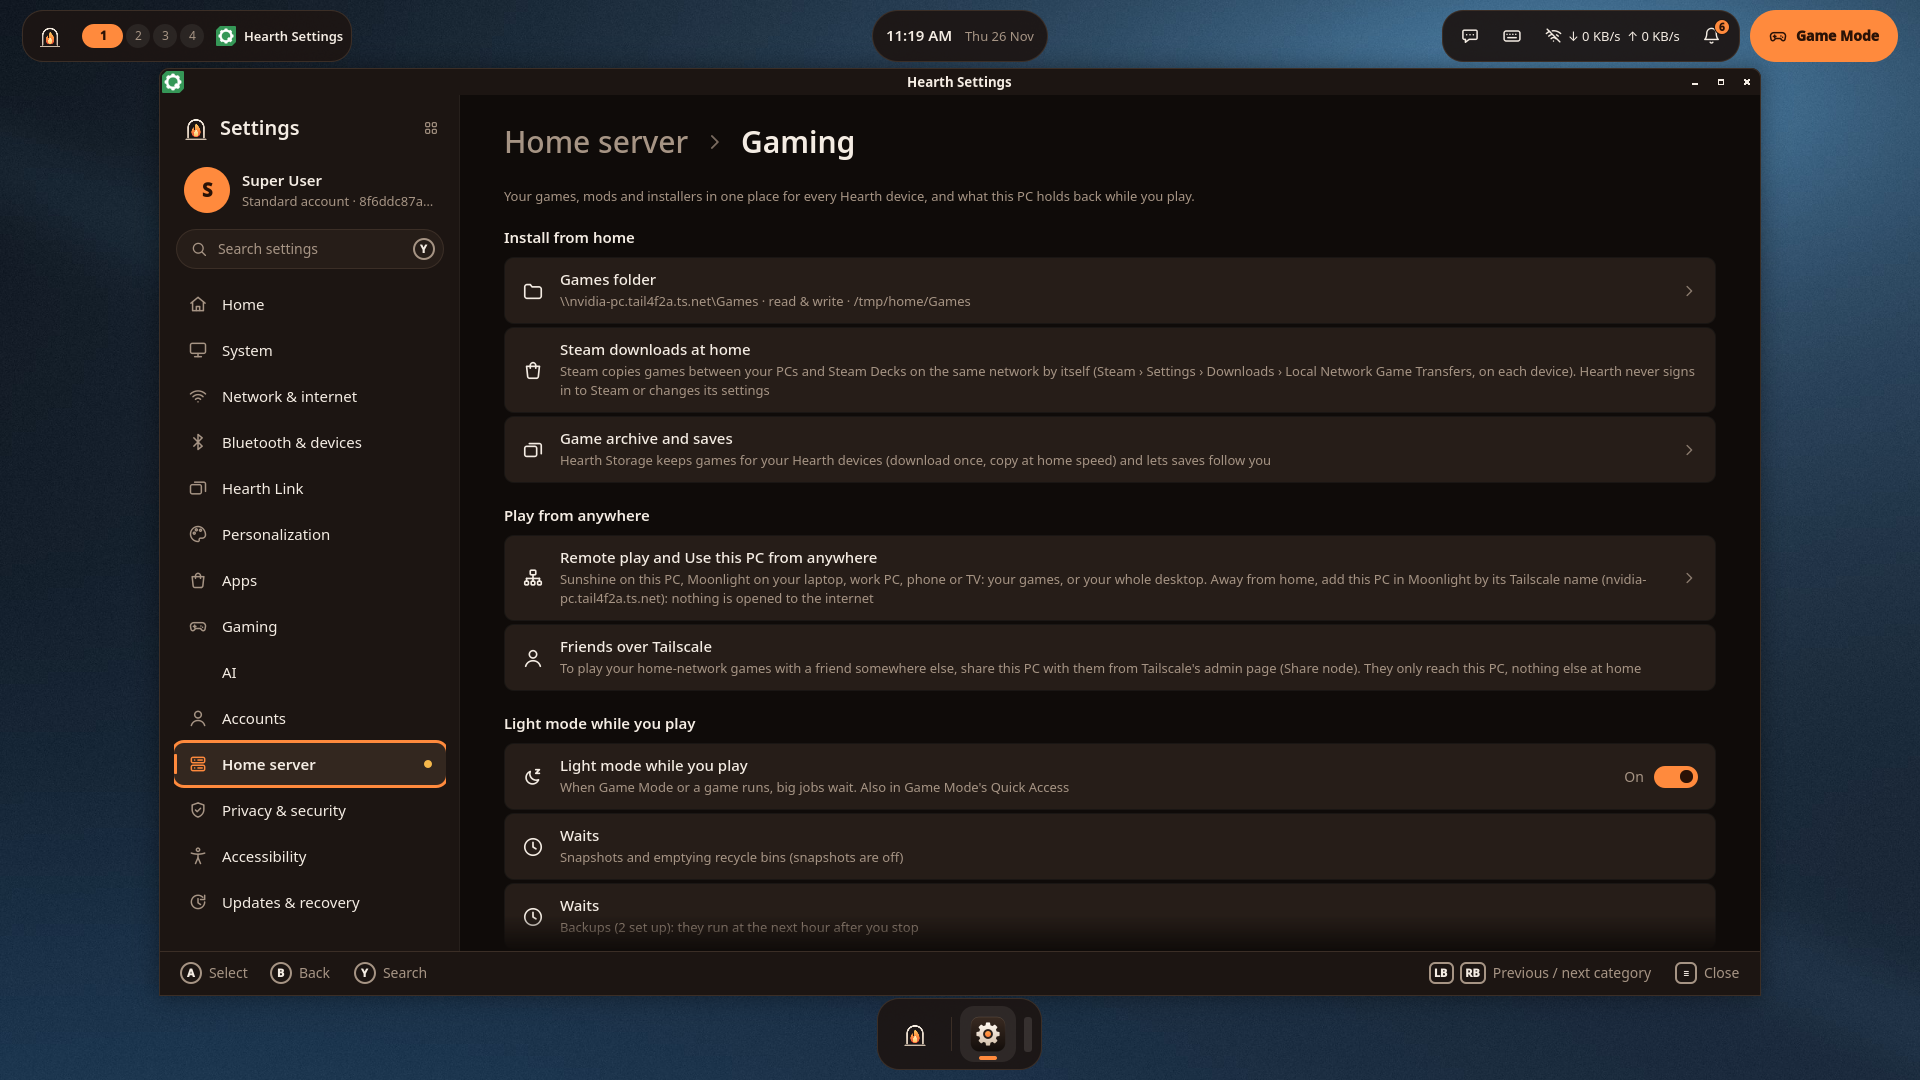 1 2 3 4 Hearth Settings
11:19 AM Thu 26 Nov
↓ 0 KB/s ↑ 0 KB/s 6
Game Mode
Hearth Settings
Settings
S
Super User
Standard account · 8f6ddc87a...
Search settings Y
Home
System
Network & internet
Bluetooth & devices
Hearth Link
Personalization
Apps
Gaming
AI
Accounts
Home server
Privacy & security
Accessibility
Updates & recovery
Home server › Gaming
Your games, mods and installers in one place for every Hearth device, and what this PC holds back while you play.
Install from home
Games folder
\\nvidia-pc.tail4f2a.ts.net\Games · read & write · /tmp/home/Games
Steam downloads at home
Steam copies games between your PCs and Steam Decks on the same network by itself (Steam › Settings › Downloads › Local Network Game Transfers, on each device). Hearth never signs
in to Steam or changes its settings
Game archive and saves
Hearth Storage keeps games for your Hearth devices (download once, copy at home speed) and lets saves follow you
Play from anywhere
Remote play and Use this PC from anywhere
Sunshine on this PC, Moonlight on your laptop, work PC, phone or TV: your games, or your whole desktop. Away from home, add this PC in Moonlight by its Tailscale name (nvidia-
pc.tail4f2a.ts.net): nothing is opened to the internet
Friends over Tailscale
To play your home-network games with a friend somewhere else, share this PC with them from Tailscale's admin page (Share node). They only reach this PC, nothing else at home
Light mode while you play
Light mode while you play
When Game Mode or a game runs, big jobs wait. Also in Game Mode's Quick Access
On
Waits
Snapshots and emptying recycle bins (snapshots are off)
Waits
Backups (2 set up): they run at the next hour after you stop
A Select B Back Y Search
LB RB Previous / next category ≡ Close